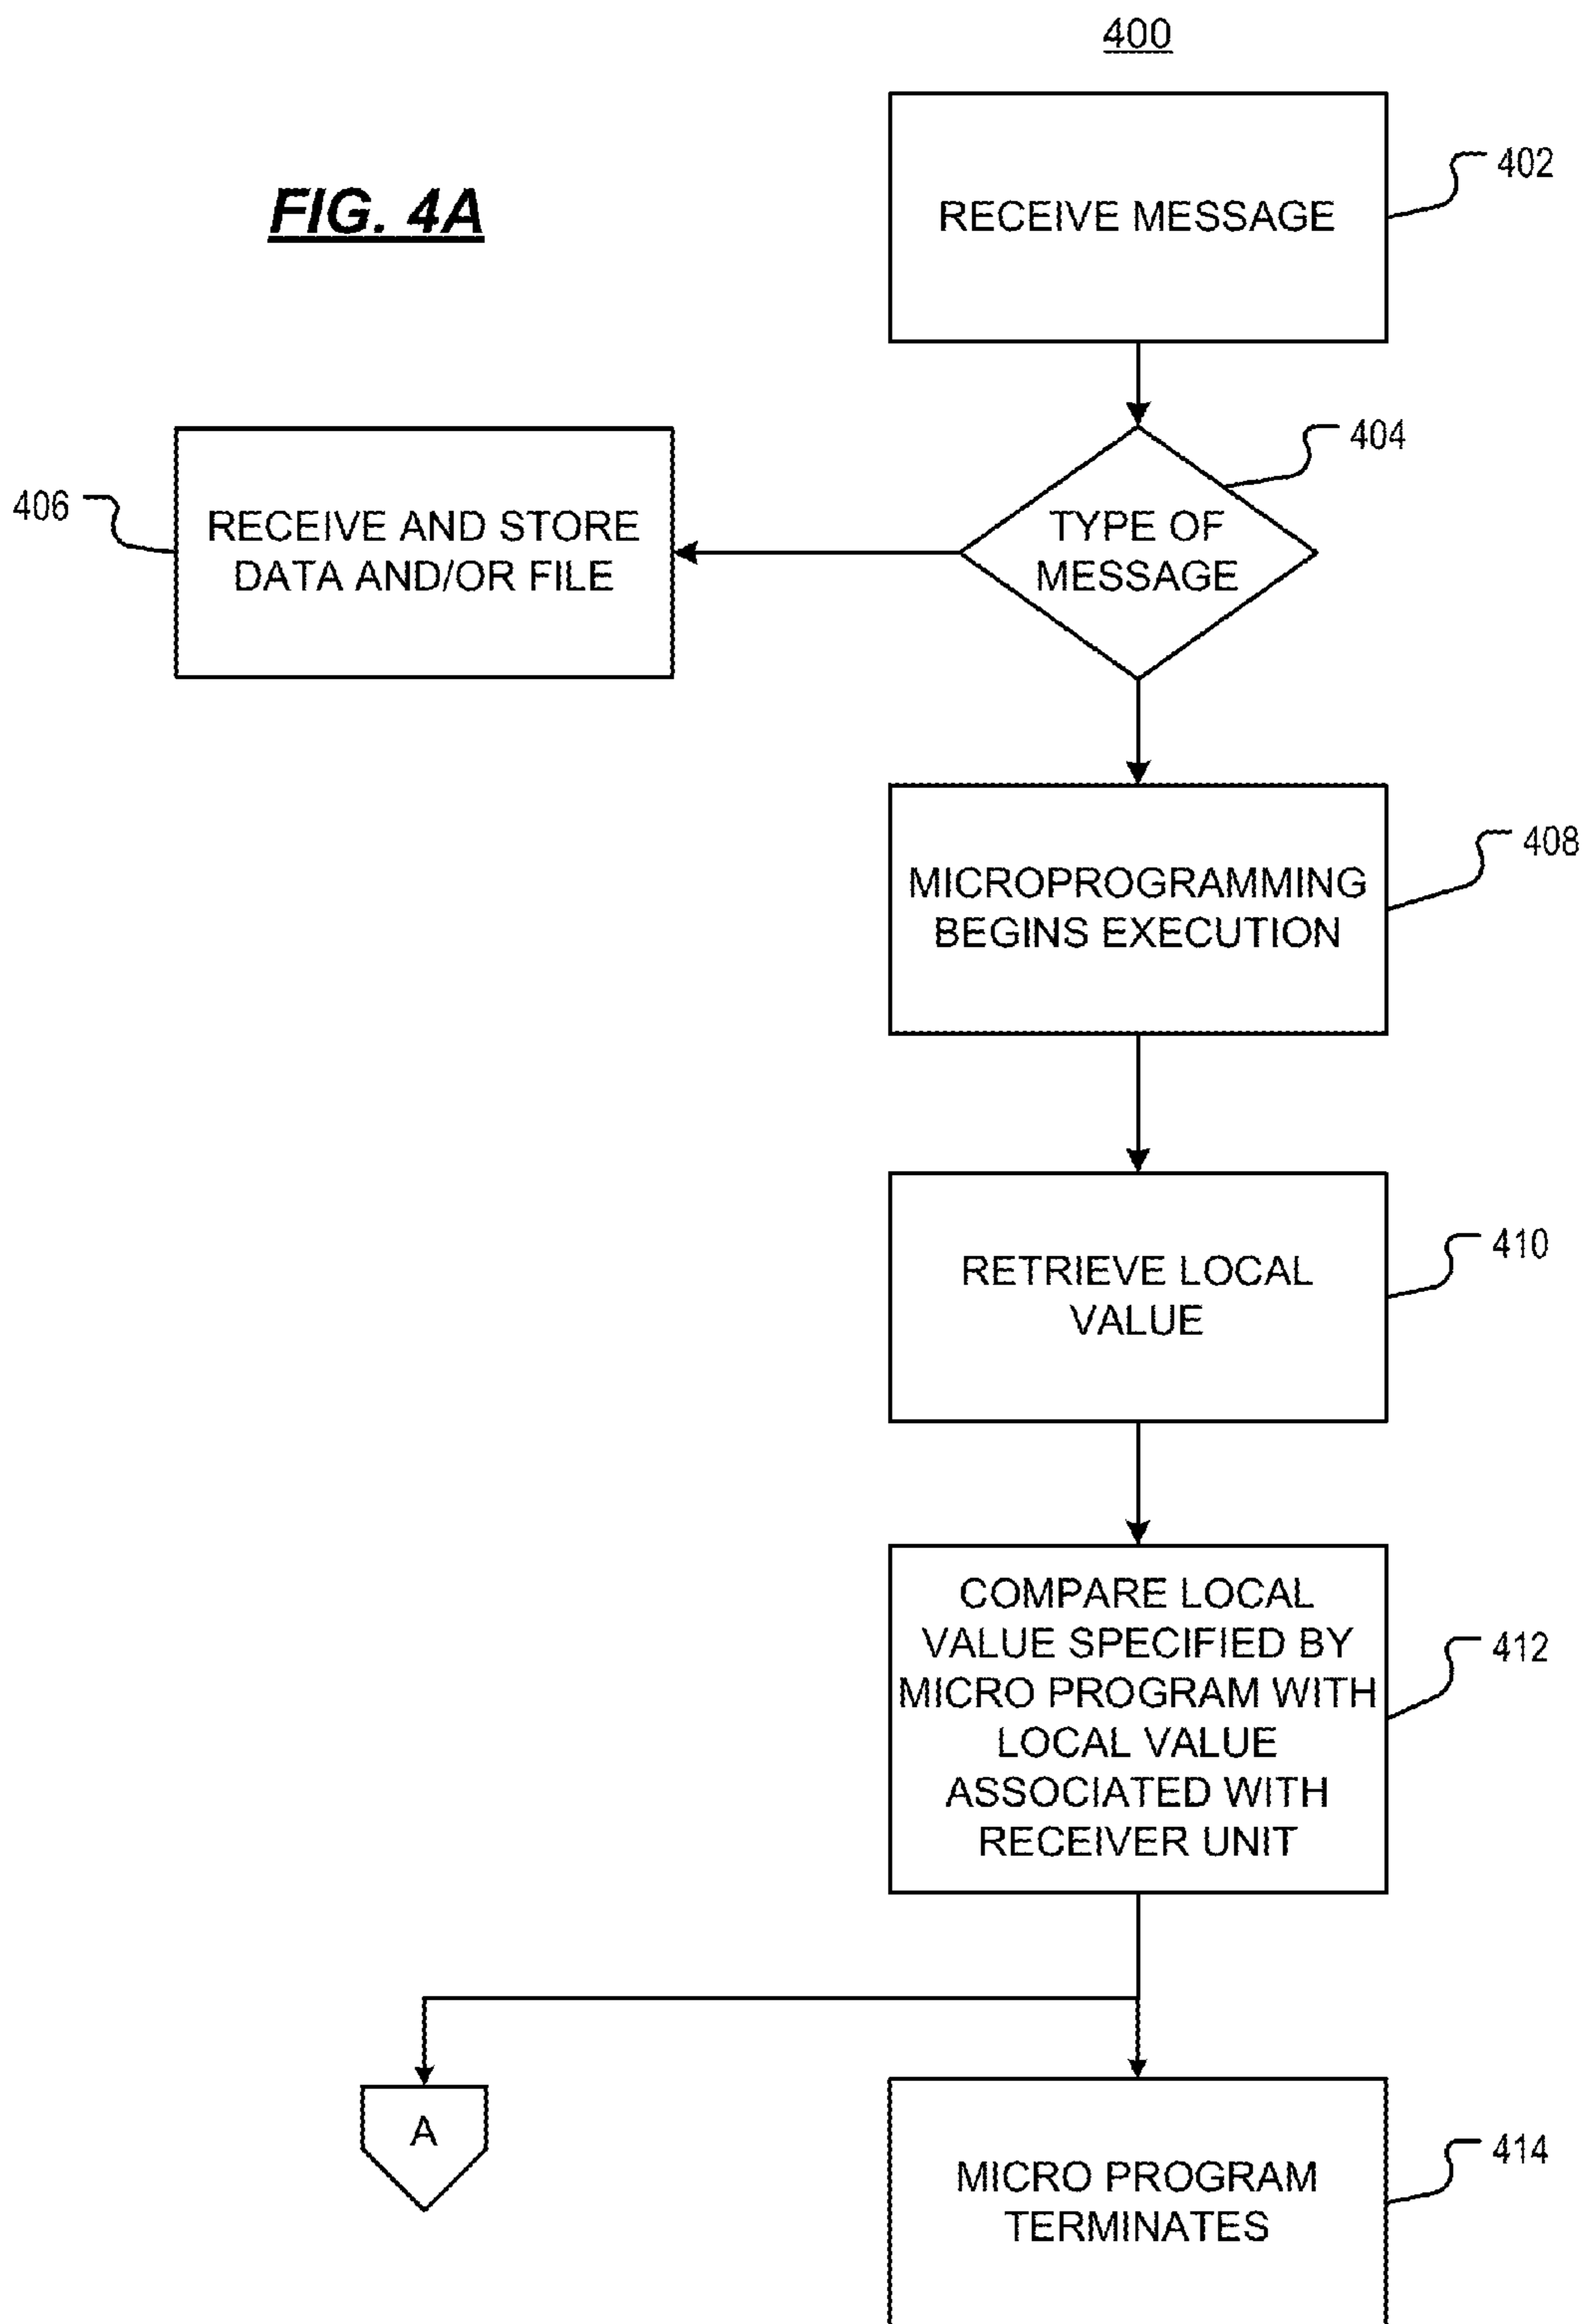 400
FIG. 4A
RECEIVE MESSAGE
402
TYPE OF
MESSAGE
404
RECEIVE AND STORE
DATA AND/OR FILE
406
MICROPROGRAMMING
BEGINS EXECUTION
408
RETRIEVE LOCAL
VALUE
410
COMPARE LOCAL
VALUE SPECIFIED BY
MICRO PROGRAM WITH
LOCAL VALUE
ASSOCIATED WITH
RECEIVER UNIT
412
A
MICRO PROGRAM
TERMINATES
414